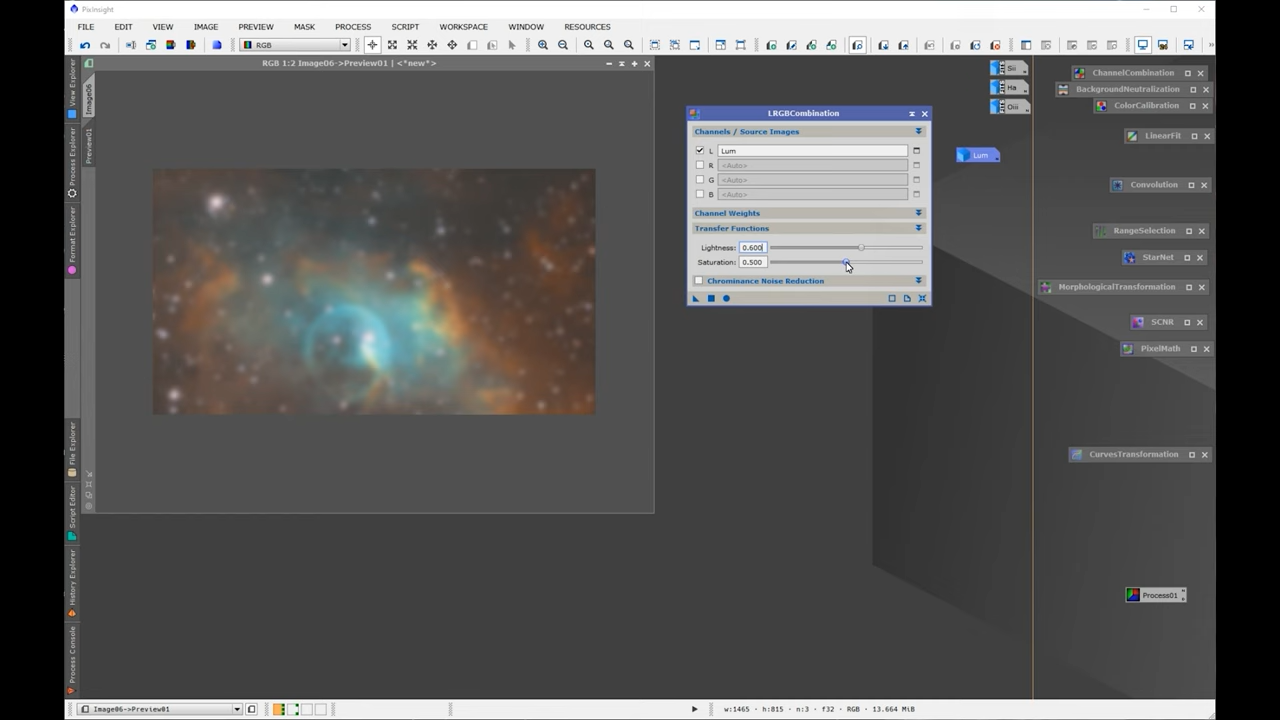 PixInsight
FILE EDIT VIEW IMAGE PREVIEW MASK PROCESS SCRIPT WORKSPACE WINDOW RESOURCES
RGB
RGB 1:2 Image06->Preview01 | <*new*>
View Explorer
Process Explorer
Format Explorer
File Explorer
Script Editor
History Explorer
Process Console
Image06
Preview01
Sii
Ha
Oiii
Lum
LRGBCombination
Channels / Source Images
L Lum
R <Auto>
G <Auto>
B <Auto>
Channel Weights
Transfer Functions
Lightness: 0.600
Saturation: 0.500
Chrominance Noise Reduction
ChannelCombination
BackgroundNeutralization
ColorCalibration
LinearFit
Convolution
RangeSelection
StarNet
MorphologicalTransformation
SCNR
PixelMath
CurvesTransformation
Process01
Image06->Preview01
w:1465 · h:815 · n:3 · f32 · RGB · 13.664 MiB